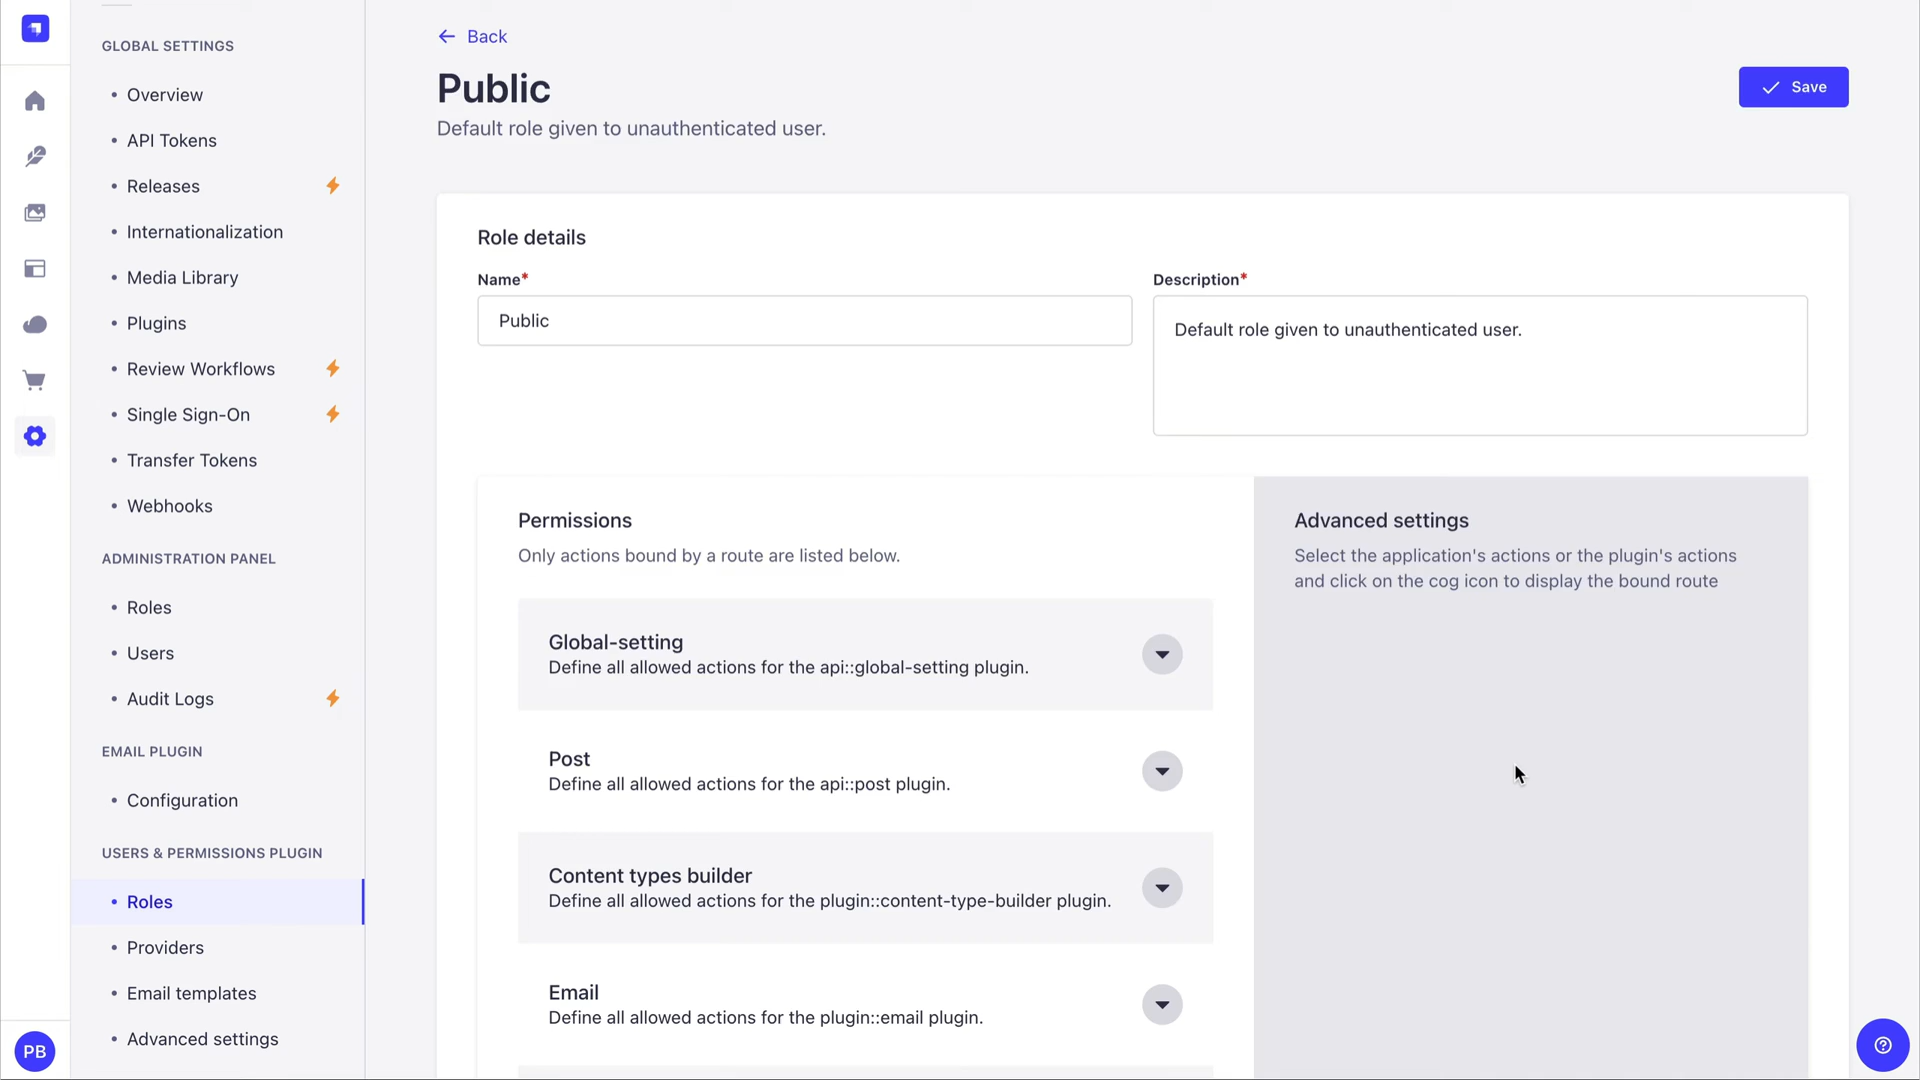 GLOBAL SETTINGS
Overview
API Tokens
Releases
Internationalization
Media Library
Plugins
Review Workflows
Single Sign-On
Transfer Tokens
Webhooks
ADMINISTRATION PANEL
Roles
Users
Audit Logs
EMAIL PLUGIN
Configuration
USERS & PERMISSIONS PLUGIN
Roles
Providers
Email templates
Advanced settings
PB
Back
Public
Default role given to unauthenticated user.
Save
Role details
Name*
Public
Description*
Default role given to unauthenticated user.
Permissions
Only actions bound by a route are listed below.
Global-setting
Define all allowed actions for the api::global-setting plugin.
Post
Define all allowed actions for the api::post plugin.
Content types builder
Define all allowed actions for the plugin::content-type-builder plugin.
Email
Define all allowed actions for the plugin::email plugin.
Advanced settings
Select the application's actions or the plugin's actions
and click on the cog icon to display the bound route